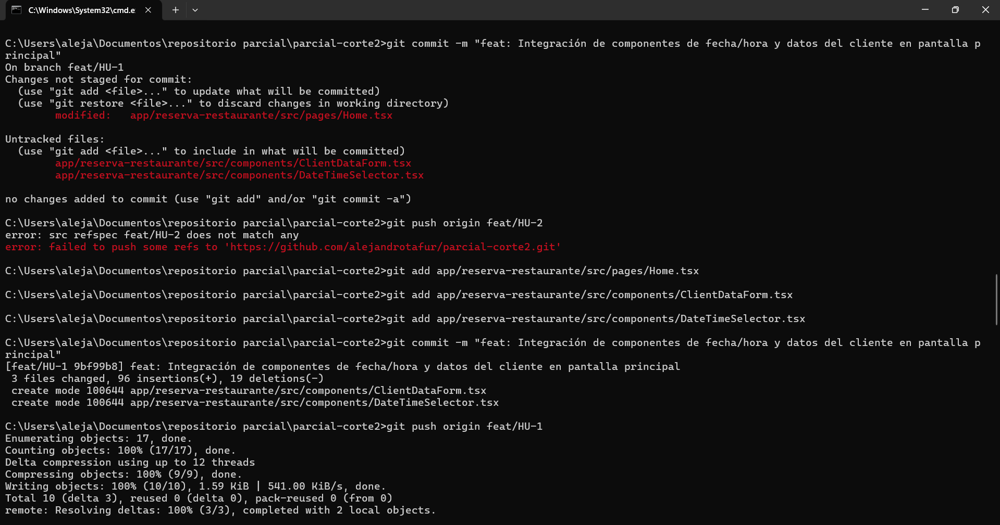 C:\Windows\System32\cmd.e
C:\Users\aleja\Documentos\repositorio parcial\parcial-corte2>git commit -m "feat: Integración de componentes de fecha/hora y datos del cliente en pantalla p
rincipal"
On branch feat/HU-1
Changes not staged for commit:
  (use "git add <file>..." to update what will be committed)
  (use "git restore <file>..." to discard changes in working directory)
        modified:   app/reserva-restaurante/src/pages/Home.tsx
Untracked files:
  (use "git add <file>..." to include in what will be committed)
        app/reserva-restaurante/src/components/ClientDataForm.tsx
        app/reserva-restaurante/src/components/DateTimeSelector.tsx
no changes added to commit (use "git add" and/or "git commit -a")
C:\Users\aleja\Documentos\repositorio parcial\parcial-corte2>git push origin feat/HU-2
error: src refspec feat/HU-2 does not match any
error: failed to push some refs to 'https://github.com/alejandrotafur/parcial-corte2.git'
C:\Users\aleja\Documentos\repositorio parcial\parcial-corte2>git add app/reserva-restaurante/src/pages/Home.tsx
C:\Users\aleja\Documentos\repositorio parcial\parcial-corte2>git add app/reserva-restaurante/src/components/ClientDataForm.tsx
C:\Users\aleja\Documentos\repositorio parcial\parcial-corte2>git add app/reserva-restaurante/src/components/DateTimeSelector.tsx
C:\Users\aleja\Documentos\repositorio parcial\parcial-corte2>git commit -m "feat: Integración de componentes de fecha/hora y datos del cliente en pantalla p
rincipal"
[feat/HU-1 9bf99b8] feat: Integración de componentes de fecha/hora y datos del cliente en pantalla principal
 3 files changed, 96 insertions(+), 19 deletions(-)
 create mode 100644 app/reserva-restaurante/src/components/ClientDataForm.tsx
 create mode 100644 app/reserva-restaurante/src/components/DateTimeSelector.tsx
C:\Users\aleja\Documentos\repositorio parcial\parcial-corte2>git push origin feat/HU-1
Enumerating objects: 17, done.
Counting objects: 100% (17/17), done.
Delta compression using up to 12 threads
Compressing objects: 100% (9/9), done.
Writing objects: 100% (10/10), 1.59 KiB | 541.00 KiB/s, done.
Total 10 (delta 3), reused 0 (delta 0), pack-reused 0 (from 0)
remote: Resolving deltas: 100% (3/3), completed with 2 local objects.